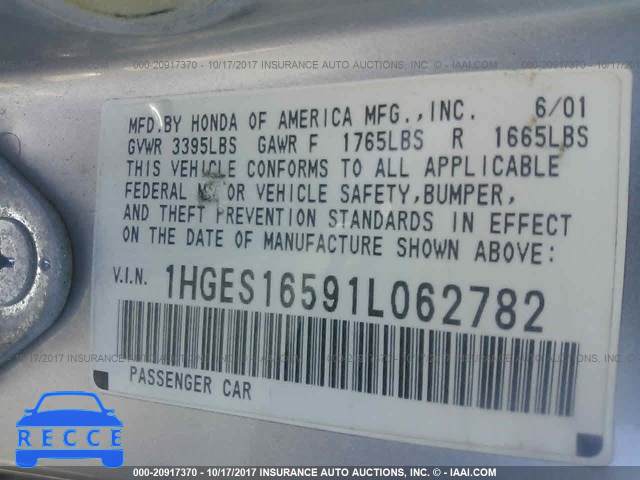 000-20917370 - 10/17/2017 INSURANCE AUTO AUCTIONS, INC. © - IAAI.COM
MFD.BY HONDA OF AMERICA MFG.,INC. 6/01
GVWR 3395LBS GAWR F 1765LBS R 1665LBS
THIS VEHICLE CONFORMS TO ALL APPLICABLE
FEDERAL OR VEHICLE SAFETY,BUMPER,
AND THEFT PREVENTION STANDARDS IN EFFECT
ON THE DATE OF MANUFACTURE SHOWN ABOVE:
V.I.N. 1HGES16591L062782
PASSENGER CAR
RECCE
000-20917370 - 10/17/2017 INSURANCE AUTO AUCTIONS, INC. © - IAAI.COM